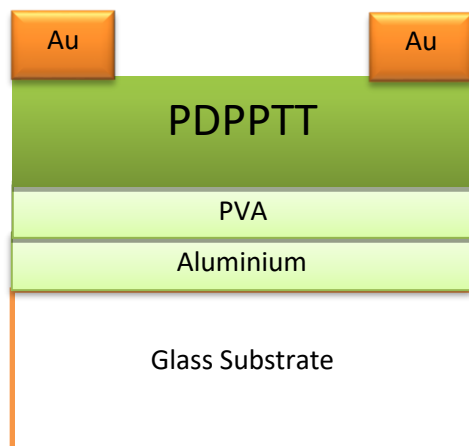 Au
Au
PDPPTT
PVA
Aluminium
Glass Substrate